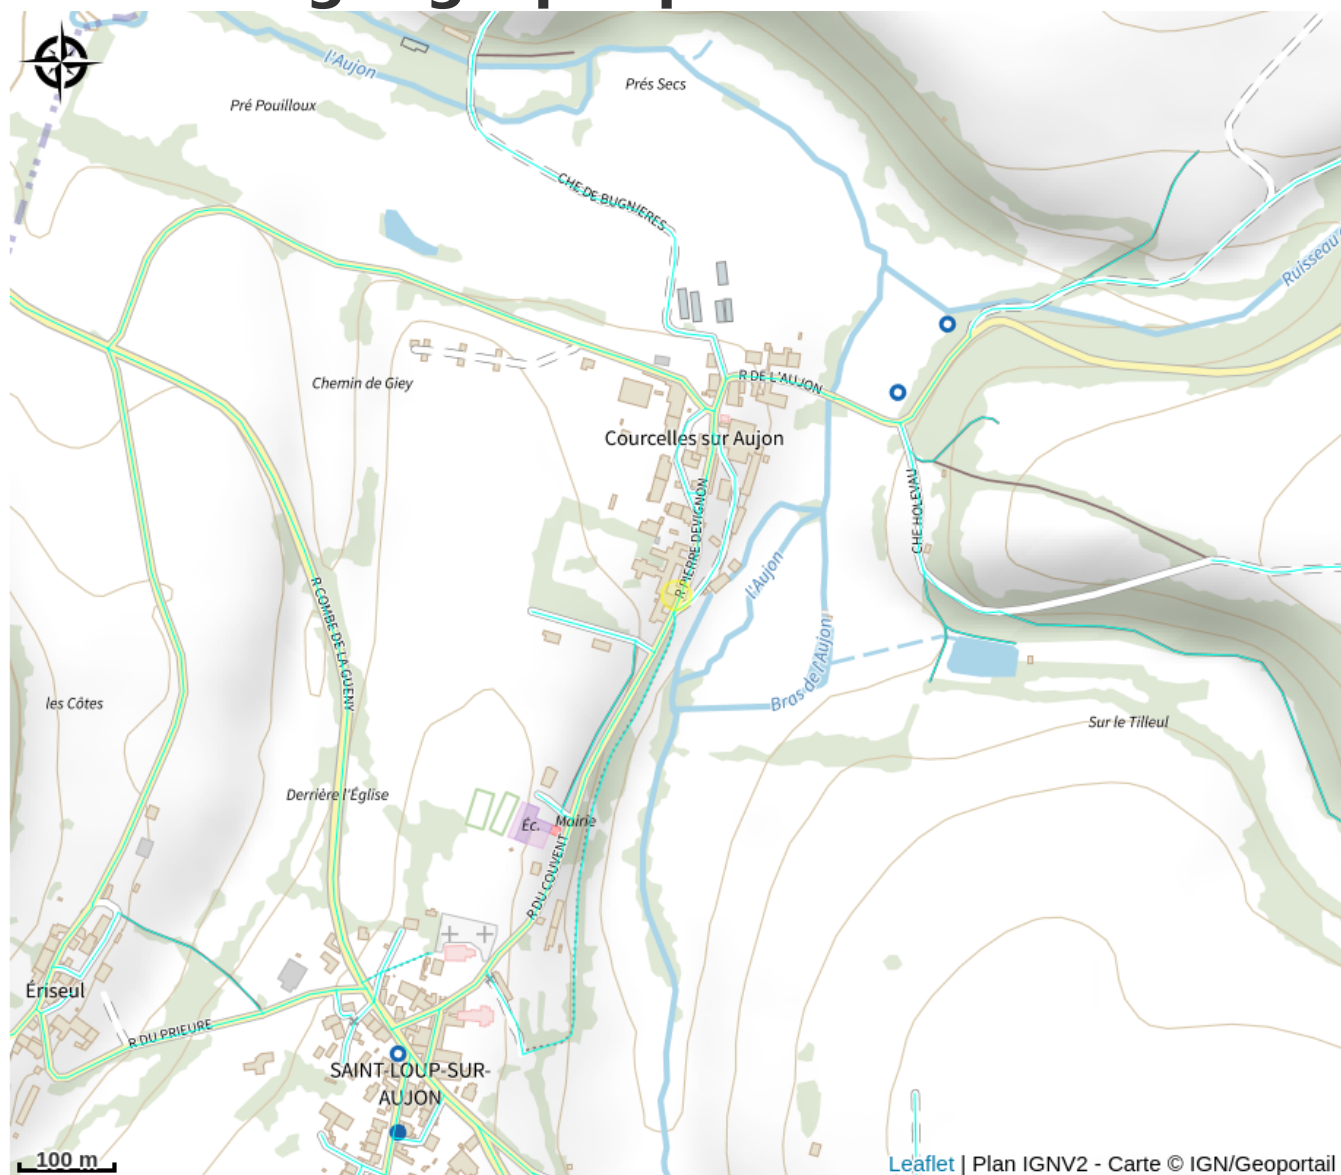 l'Aujon
Prés Secs
Pré Pouilloux
CHE DE BUGNIERES
Ruisseau
Chemin de Giey
R DE L'AUJON
Courcelles sur Aujon
CHE HOLEVAU
R PIERRE DEVIGNON
l'Aujon
R COMBE DE LA GUENY
Bras de l'Aujon
les Côtes
Sur le Tilleul
Derrière l'Église
Éc.
Mairie
R DU COUVENT
Ériseul
R DU PRIEURE
SAINT-LOUP-SUR-
AUJON
100 m
Leaflet | Plan IGNV2 - Carte © IGN/Geoportail